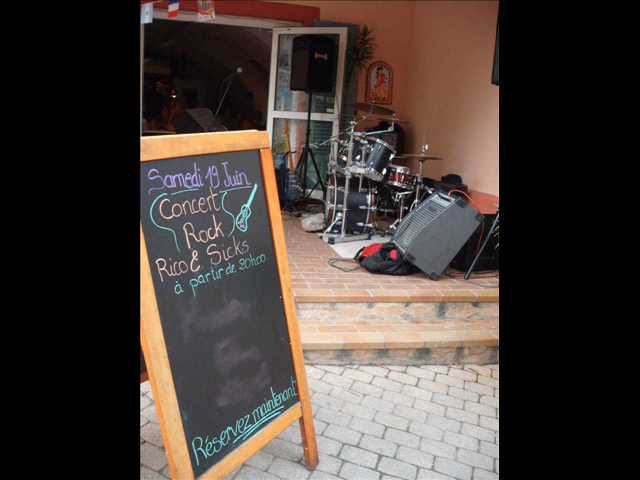 Samedi 19 Juin
Concert
Rock
Rico & Sicks
à partir de 20h00.
Réservez maintenant